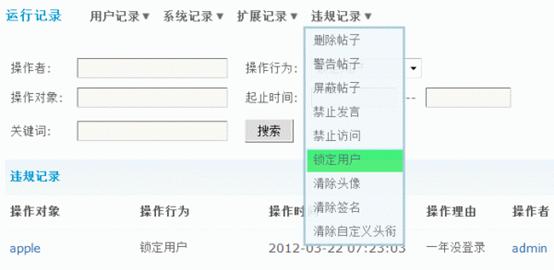 运行记录 用户记录▼ 系统记录▼ 扩展记录▼ 违规记录▼
删除帖子
警告帖子
屏蔽帖子
禁止发言
禁止访问
锁定用户
清除头像
清除签名
清除自定义头衔
操作者： 操作行为：
操作对象： 起止时间： --
关键词： 搜索
违规记录
操作对象 操作行为 操作时 操作理由 操作者
apple 锁定用户 2012-03-22 07:23:03 一年没登录 admin